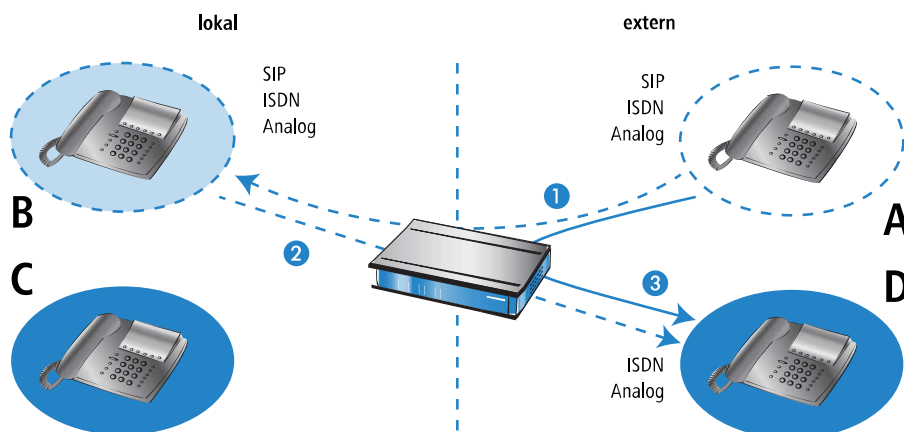 lokal
extern
SIP
ISDN
Analog
SIP
ISDN
Analog
1
B
A
2
C
3
D
ISDN
Analog